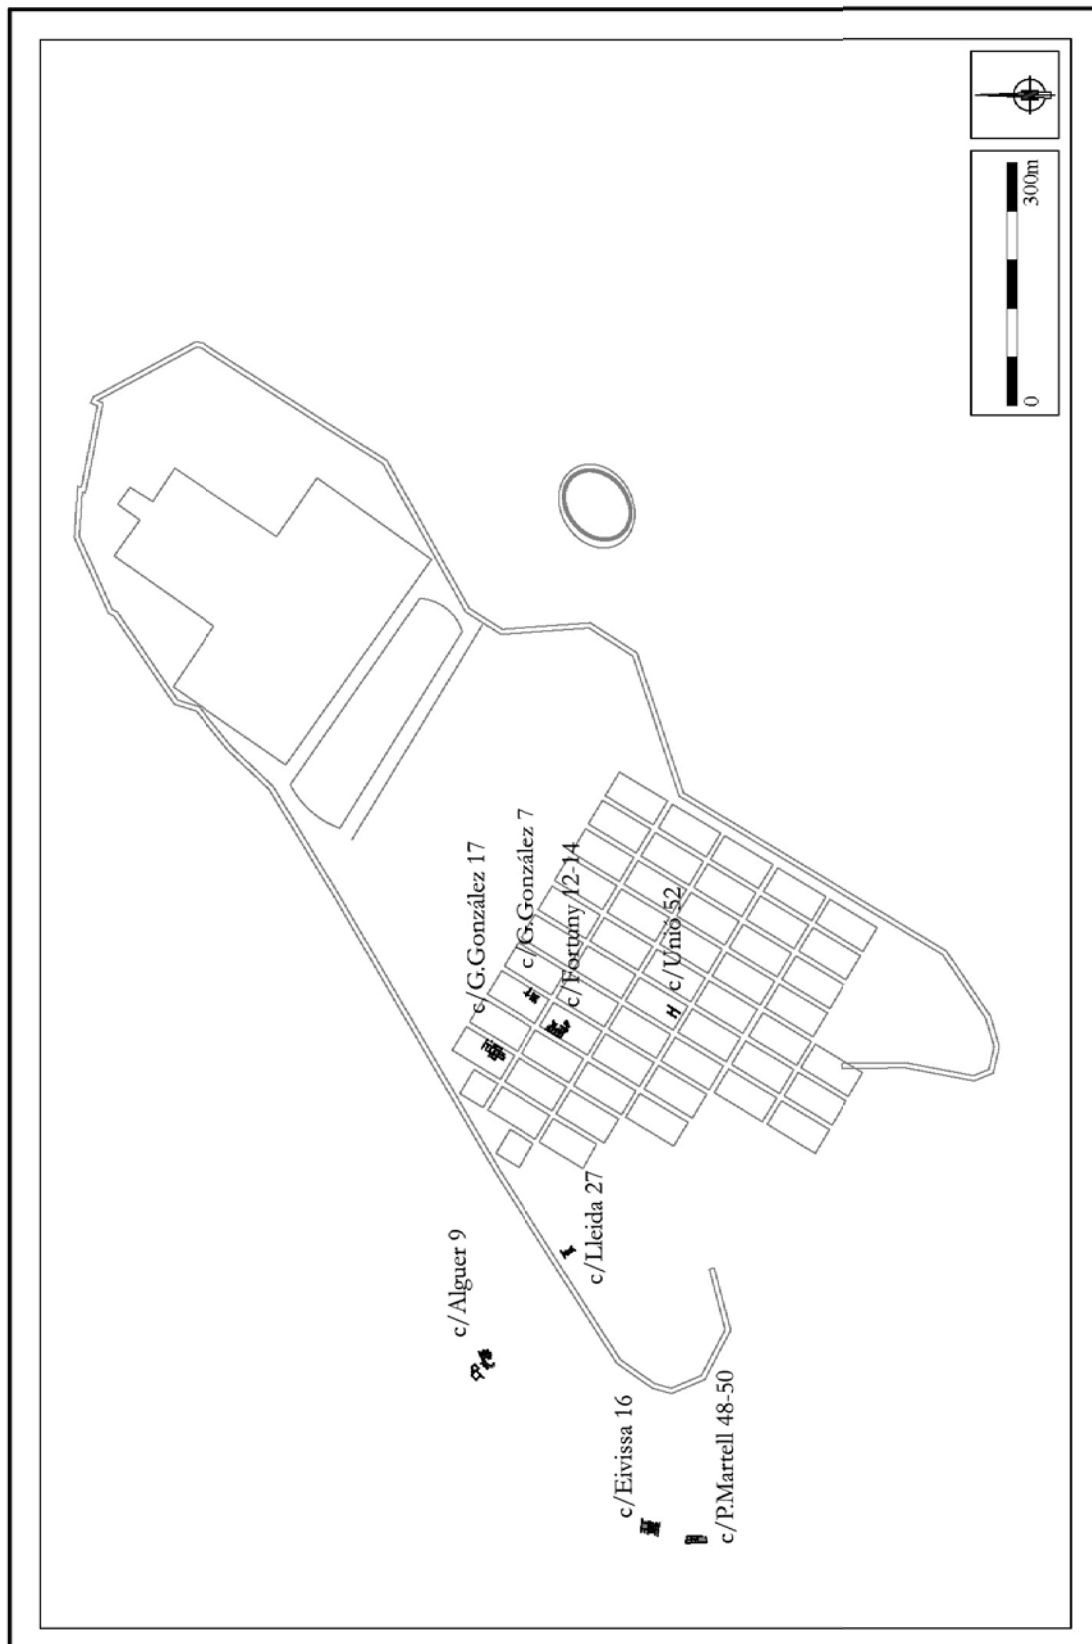 N
0
300m
c/G.González 17
c/G.González 7
c/Fortuny 12-14
c/Unió 52
c/Alguer 9
c/Lleida 27
c/Eivissa 16
c/P.Martell 48-50